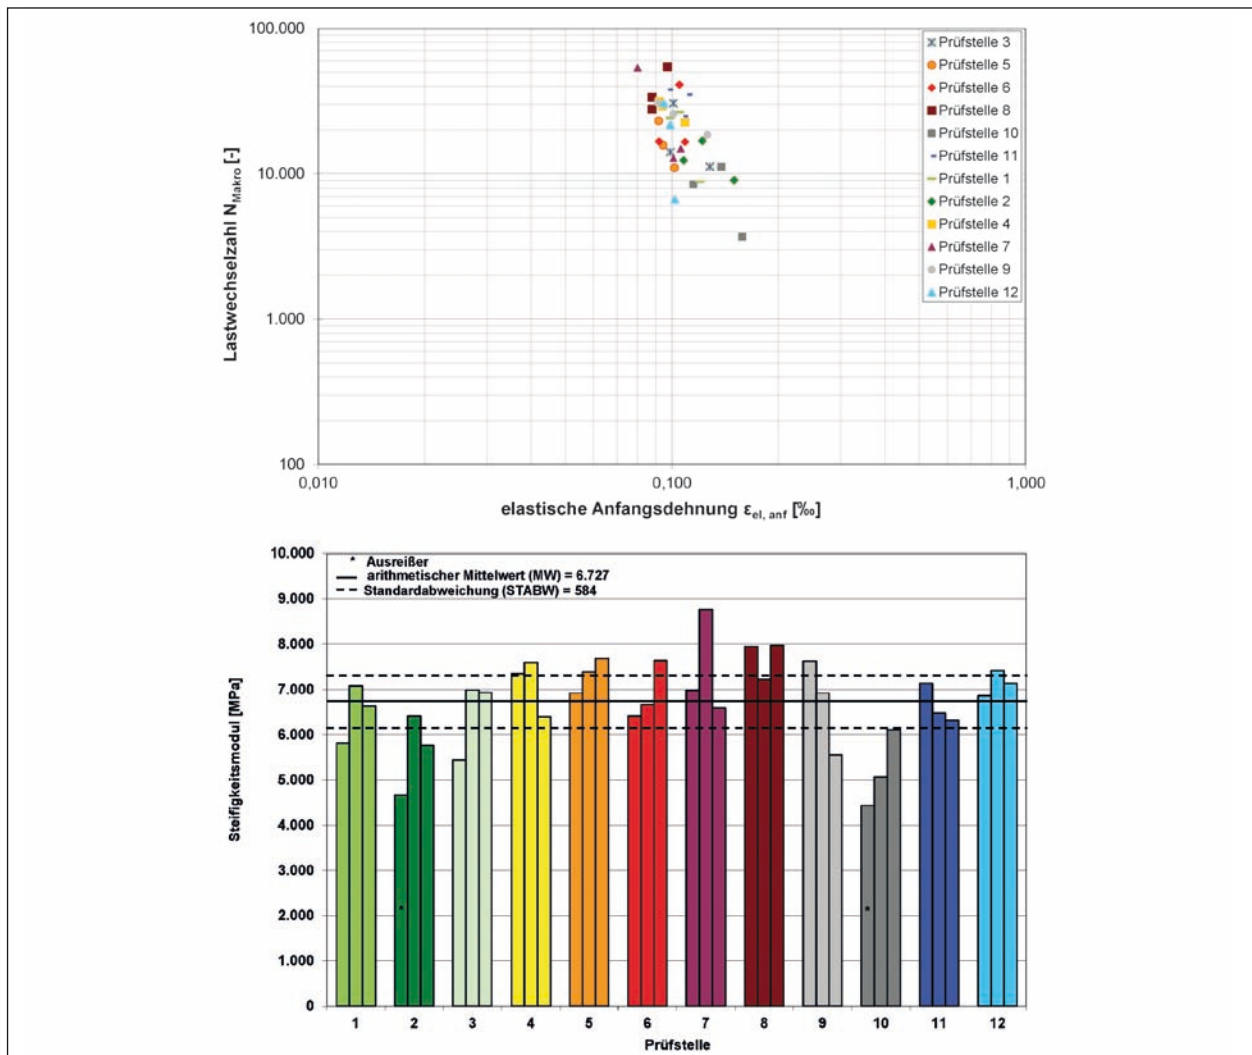 100.000
10.000
1.000
100
Lastwechselzahl N_Makro [-]
0,010
0,100
1,000
elastische Anfangsdehnung ε_el, anf [‰]
Prüfstelle 3
Prüfstelle 5
Prüfstelle 6
Prüfstelle 8
Prüfstelle 10
Prüfstelle 11
Prüfstelle 1
Prüfstelle 2
Prüfstelle 4
Prüfstelle 7
Prüfstelle 9
Prüfstelle 12
10.000
9.000
8.000
7.000
6.000
5.000
4.000
3.000
2.000
1.000
0
Steifigkeitsmodul [MPa]
* Ausreißer
arithmetischer Mittelwert (MW) = 6.727
Standardabweichung (STABW) = 584
*
*
1 2 3 4 5 6 7 8 9 10 11 12
Prüfstelle